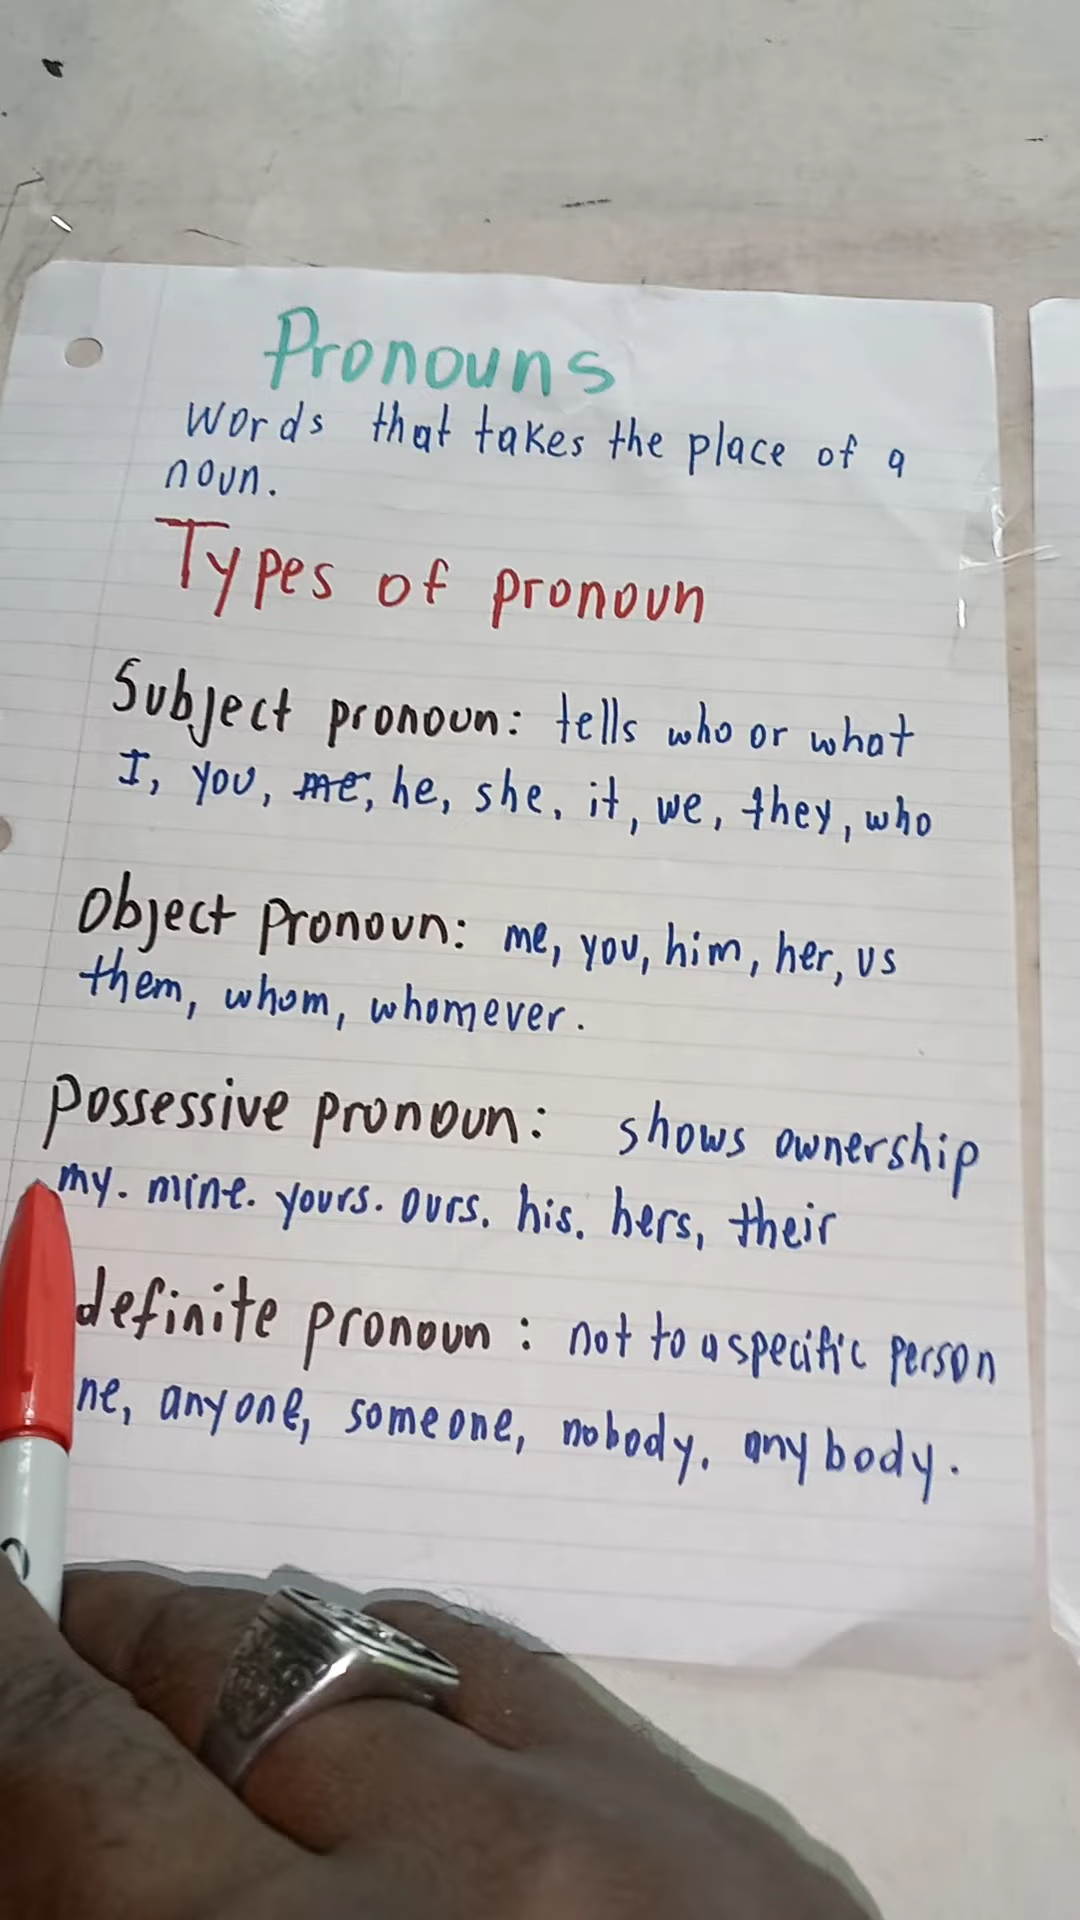 Pronouns
Words that takes the place of a
noun.
Types of pronoun
Subject pronoun: tells who or what
I, you, me, he, she, it, we, they, who
Object pronoun: me, you, him, her, us
them, whom, whomever.
Possessive pronoun: shows ownership
my. mine. yours. ours. his. hers, their
definite pronoun : not to a specific person
ne, anyone, someone, nobody, anybody.